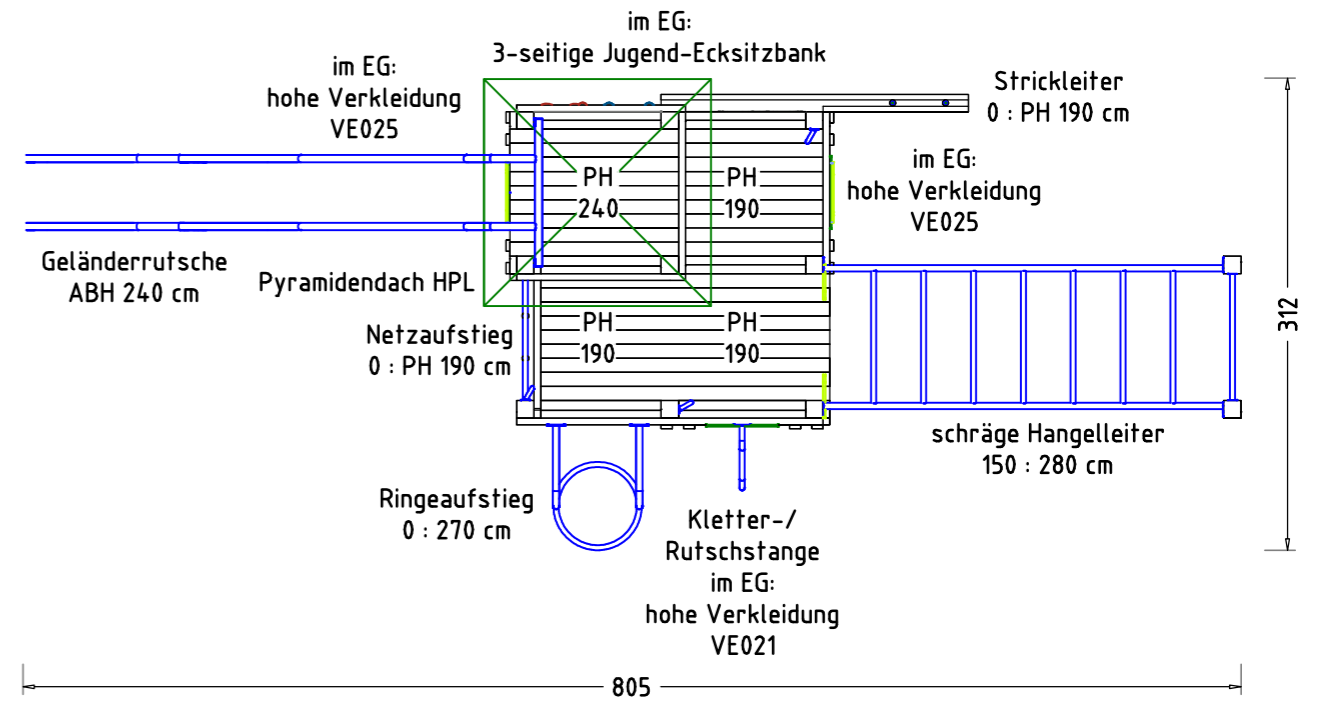 im EG:
3-seitige Jugend-Ecksitzbank
im EG:
hohe Verkleidung
VE025
Strickleiter
0 : PH 190 cm
im EG:
hohe Verkleidung
VE025
PH
240
PH
190
Geländerrutsche
ABH 240 cm
Pyramidendach HPL
Netzaufstieg
0 : PH 190 cm
PH
190
PH
190
312
schräge Hangelleiter
150 : 280 cm
Ringeaufstieg
0 : 270 cm
Kletter-/
Rutschstange
im EG:
hohe Verkleidung
VE021
805